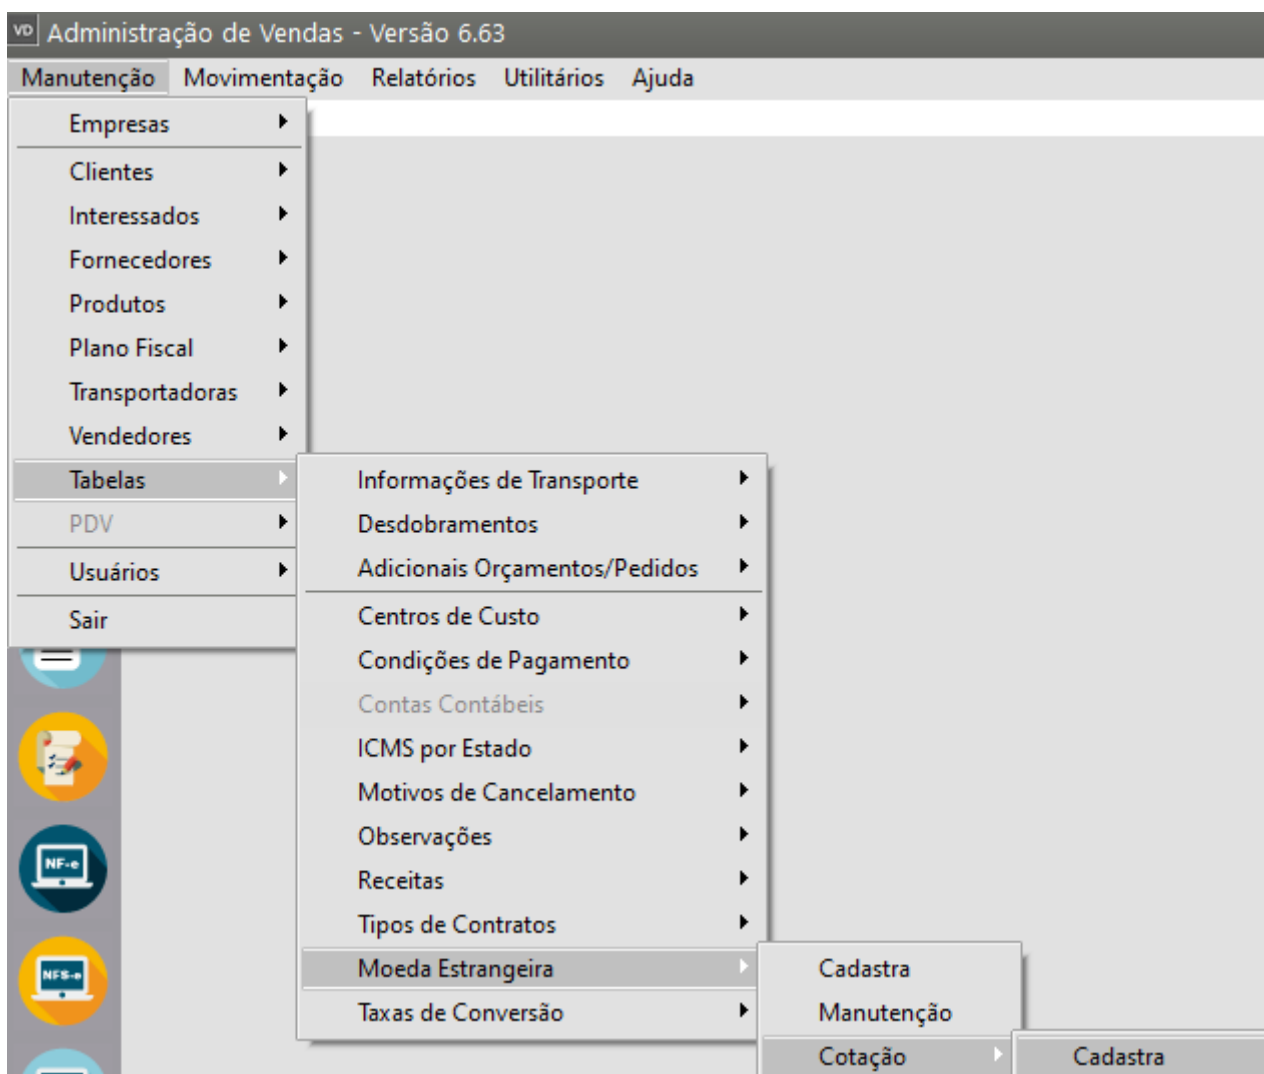 VD Administração de Vendas - Versão 6.63
Manutenção Movimentação Relatórios Utilitários Ajuda
Empresas
Clientes
Interessados
Fornecedores
Produtos
Plano Fiscal
Transportadoras
Vendedores
Tabelas
PDV
Usuários
Sair
Informações de Transporte
Desdobramentos
Adicionais Orçamentos/Pedidos
Centros de Custo
Condições de Pagamento
Contas Contábeis
ICMS por Estado
Motivos de Cancelamento
Observações
Receitas
Tipos de Contratos
Moeda Estrangeira
Taxas de Conversão
Cadastra
Manutenção
Cotação
Cadastra
NF-e
NFS-e